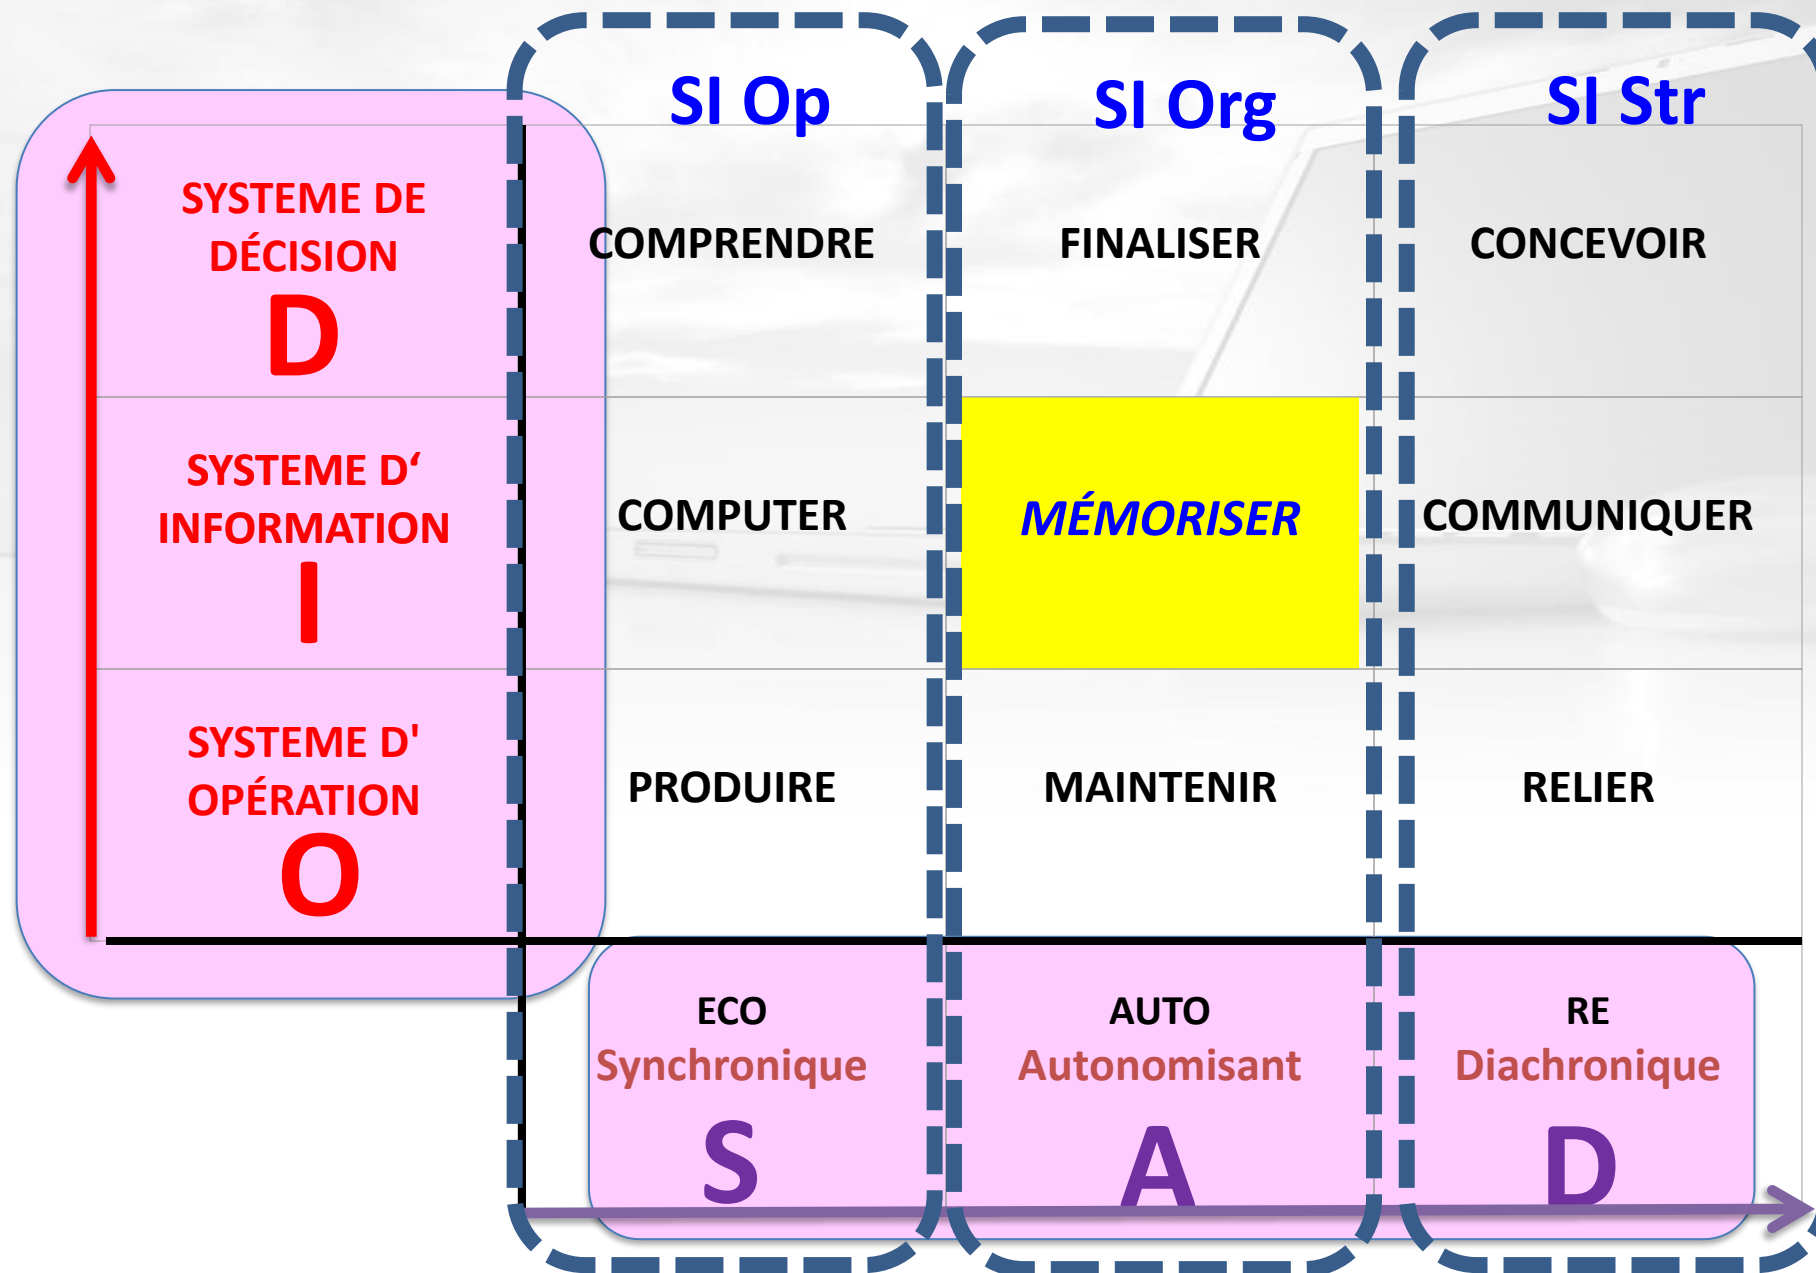 SI Op
SI Org
SI Str
SYSTEME DE
DÉCISION
D
COMPRENDRE
FINALISER
CONCEVOIR
SYSTEME D‘
INFORMATION
I
COMPUTER
MÉMORISER
COMMUNIQUER
SYSTEME D'
OPÉRATION
O
PRODUIRE
MAINTENIR
RELIER
ECO
Synchronique
S
AUTO
Autonomisant
A
RE
Diachronique
D